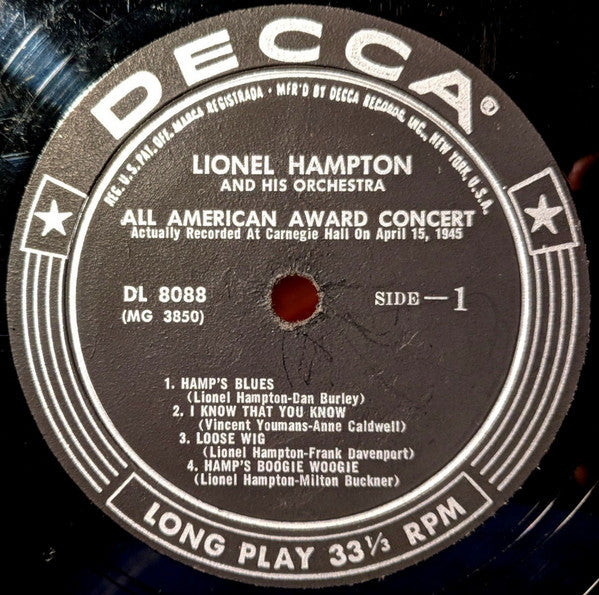 DECCA®
REG. U.S. PAT. OFF. MARCA REGISTRADA • MFR'D BY DECCA RECORDS, INC., NEW YORK, U.S.A.
LIONEL HAMPTON
AND HIS ORCHESTRA
ALL AMERICAN AWARD CONCERT
Actually Recorded At Carnegie Hall On April 15, 1945
DL 8088 SIDE—1
(MG 3850)
1. HAMP'S BLUES
(Lionel Hampton-Dan Burley)
2. I KNOW THAT YOU KNOW
(Vincent Youmans-Anne Caldwell)
3. LOOSE WIG
(Lionel Hampton-Frank Davenport)
4. HAMP'S BOOGIE WOOGIE
(Lionel Hampton-Milton Buckner)
LONG PLAY 33⅓ RPM